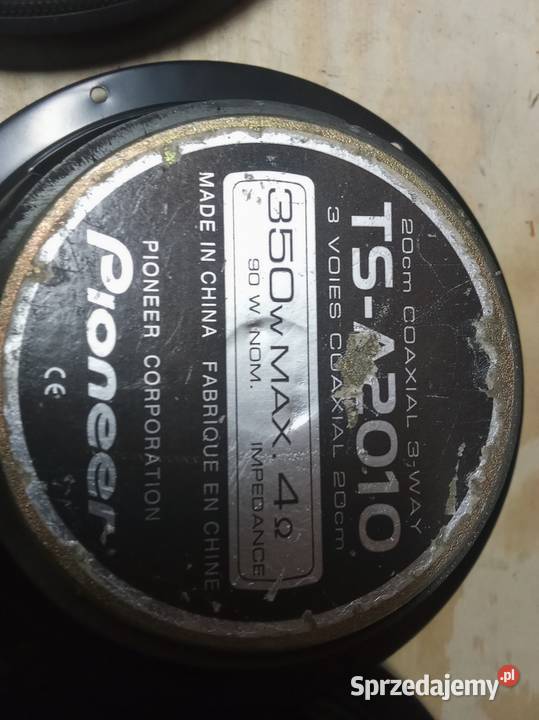 20cm COAXIAL 3-WAY
TS-A2010
3 VOIES COAXIAL 20cm
350W MAX. 4Ω
90 W NOM. IMPEDANCE
MADE IN CHINA FABRIQUE EN CHINE
PIONEER CORPORATION
Pioneer
CE
Sprzedajemy.pl